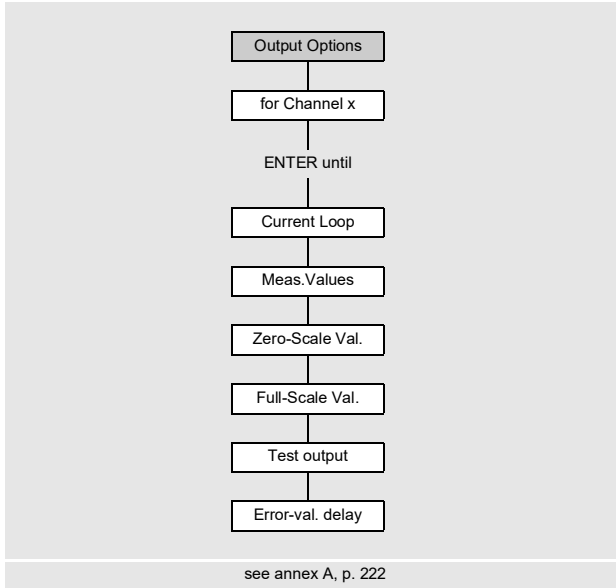 Output Options
for Channel x
ENTER until
Current Loop
Meas.Values
Zero-Scale Val.
Full-Scale Val.
Test output
Error-val. delay
see annex A, p. 222